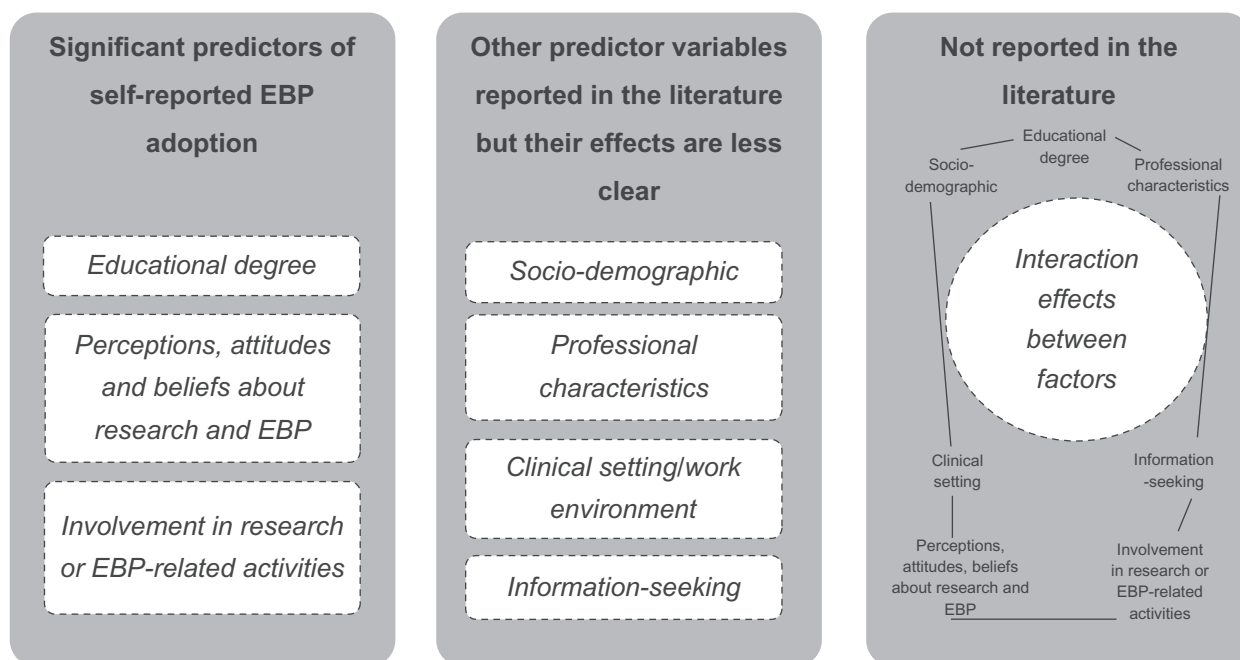 Significant predictors of
self-reported EBP
adoption
Educational degree
Perceptions, attitudes
and beliefs about
research and EBP
Involvement in research
or EBP-related activities
Other predictor variables
reported in the literature
but their effects are less
clear
Socio-demographic
Professional
characteristics
Clinical setting/work
environment
Information-seeking
Not reported in the
literature
Educational
degree
Socio-
demographic
Professional
characteristics
Interaction
effects
between
factors
Clinical
setting
Information
-seeking
Perceptions,
attitudes, beliefs
about research and
EBP
Involvement
in research or
EBP-related
activities